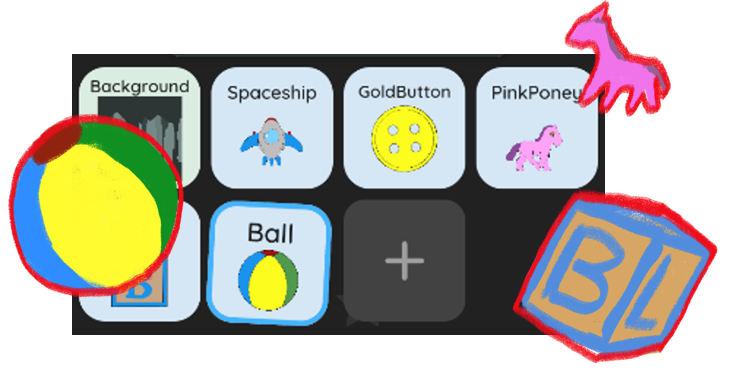 Background
Spaceship
GoldButton
PinkPoney
Ball
B
B L